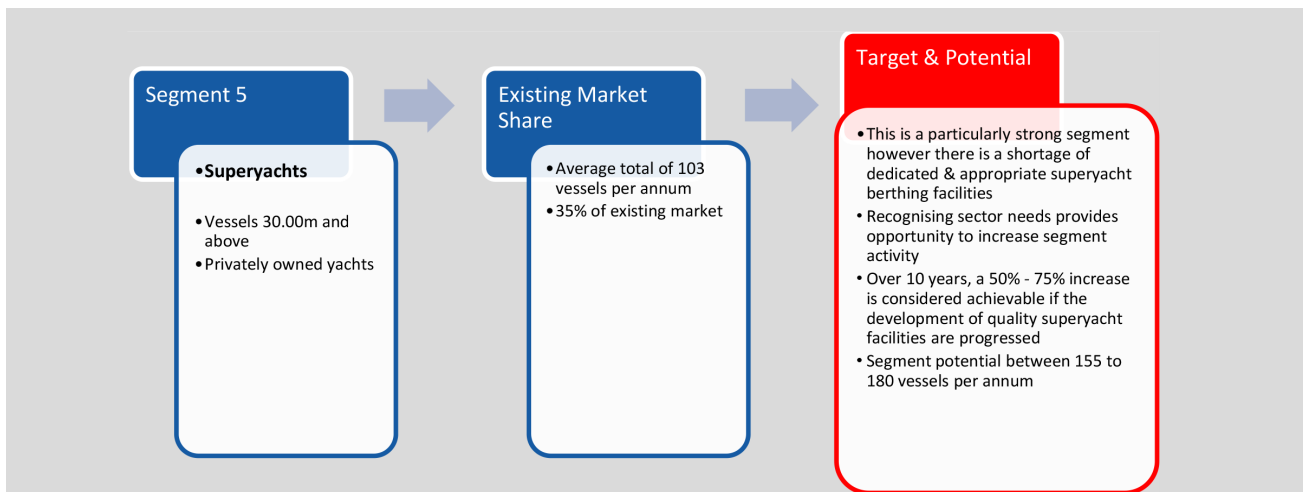 Segment 5
•Superyachts
•Vessels 30.00m and
above
•Privately owned yachts
Existing Market
Share
•Average total of 103
vessels per annum
•35% of existing market
Target & Potential
•This is a particularly strong segment
however there is a shortage of
dedicated & appropriate superyacht
berthing facilities
• Recognising sector needs provides
opportunity to increase segment
activity
• Over 10 years, a 50% - 75% increase
is considered achievable if the
development of quality superyacht
facilities are progressed
• Segment potential between 155 to
180 vessels per annum